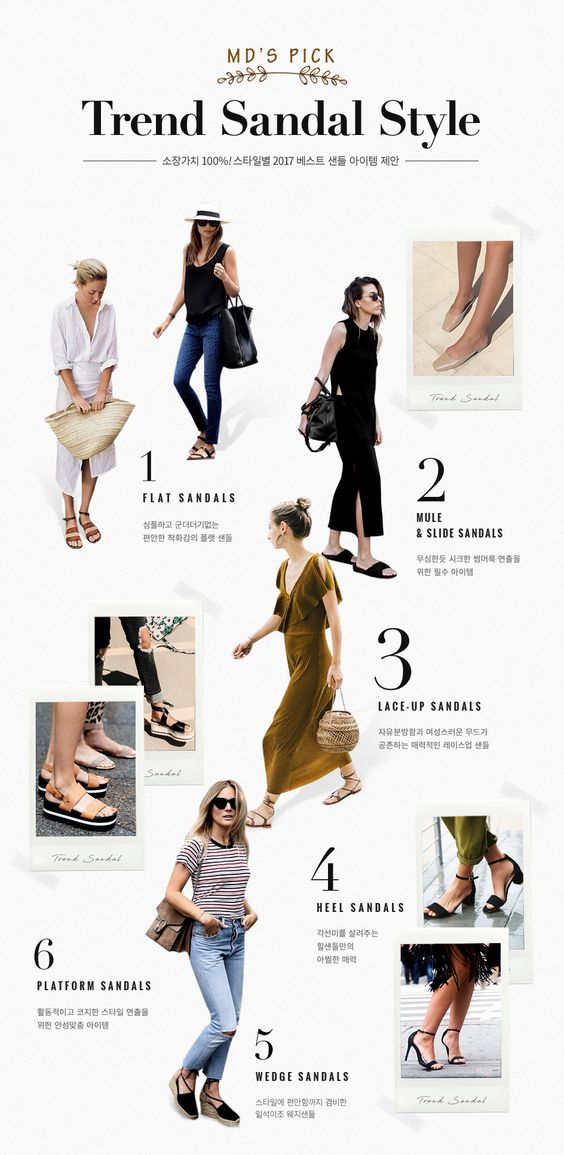 MD'S PICK
Trend Sandal Style
소장가치 100%! 스타일별 2017 베스트 샌들 아이템 제안
Trend Sandal
1
FLAT SANDALS
심플하고 군더더기없는
편안한 착화감의 플랫 샌들
2
MULE
& SLIDE SANDALS
무심한듯 시크한 썸머룩 연출을
위한 필수 아이템
3
LACE-UP SANDALS
자유분방함과 여성스러운 무드가
공존하는 매력적인 레이스업 샌들
Sandal
Trend Sandal
4
HEEL SANDALS
각선미를 살려주는
힐샌들만의
아찔한 매력
6
PLATFORM SANDALS
활동적이고 코지한 스타일 연출을
위한 안성맞춤 아이템
5
WEDGE SANDALS
스타일에 편안함까지 겸비한
일석이조 웨지샌들
Trend Sandal